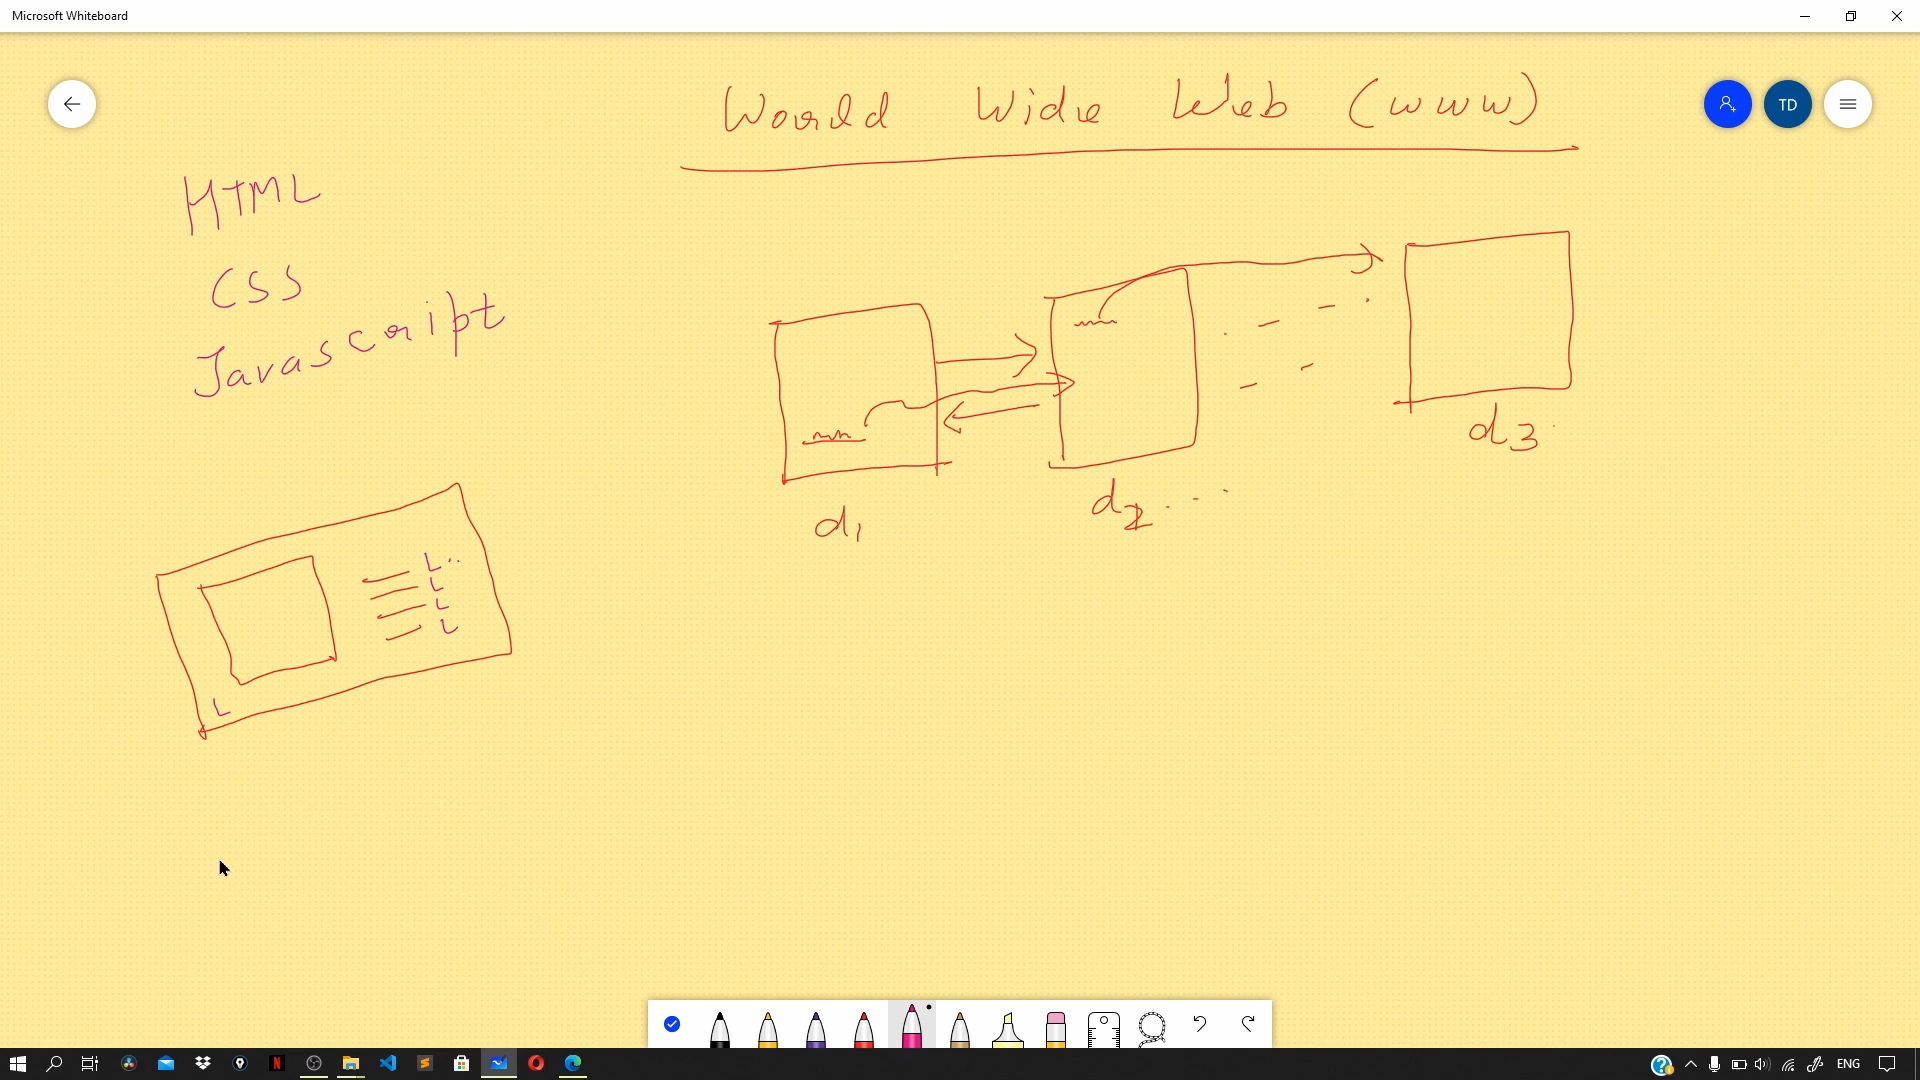 Microsoft Whiteboard
World Wide Web (www)
TD
HTML
CSS
Javascript
d1
d2
d3
L
L
L
L
L
ENG